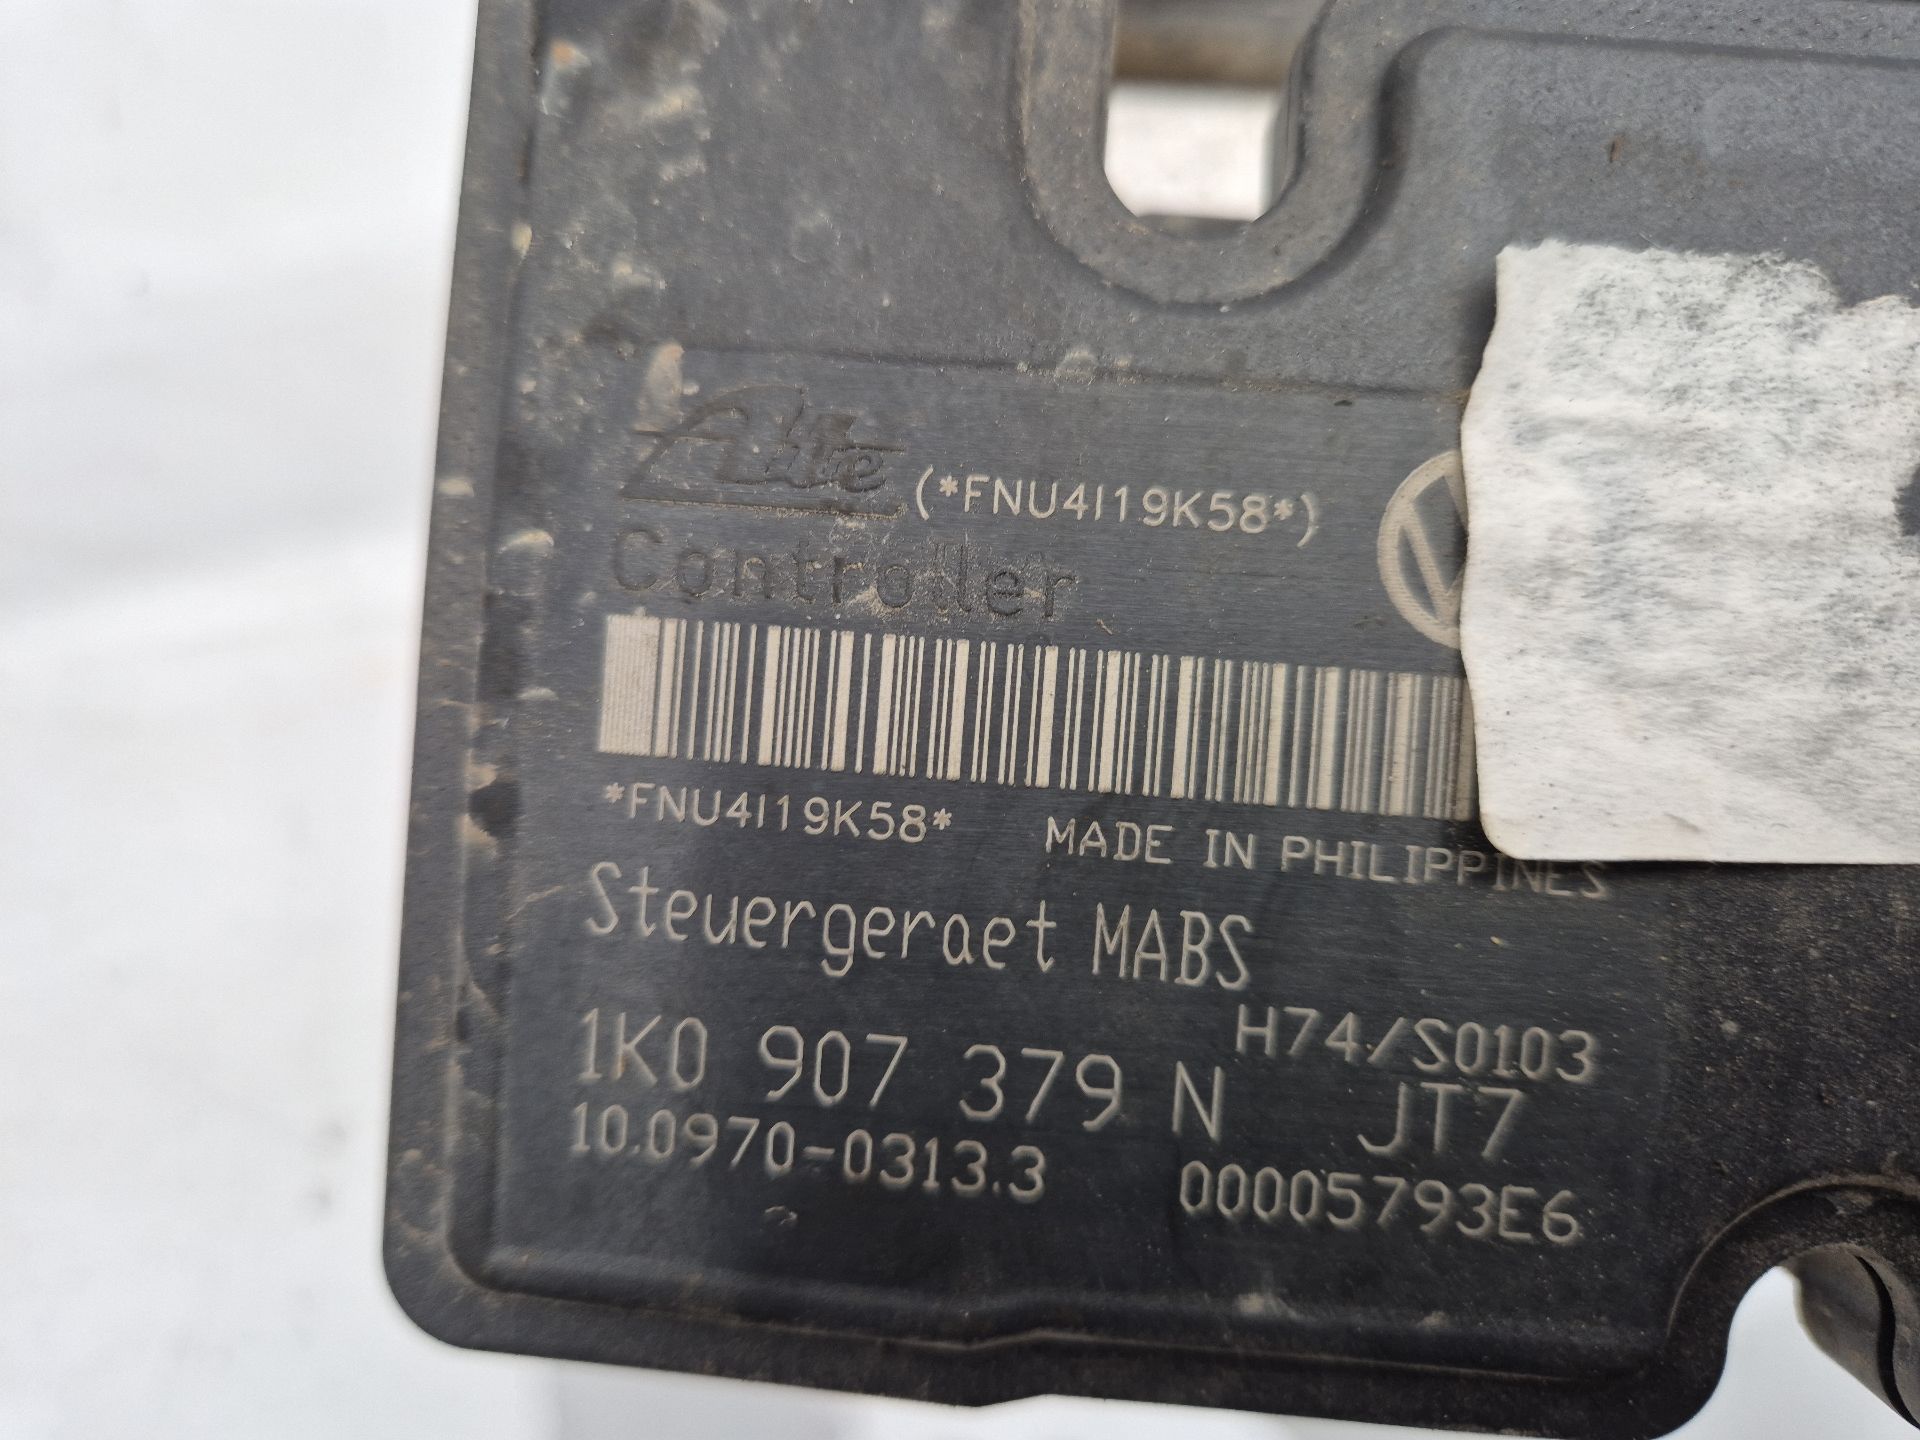 Ate (*FNU4I19K58*)
Controller
*FNU4I19K58* MADE IN PHILIPPINES
Steuergeraet MABS
H74/S0103
1K0 907 379 N JT7
10.0970-0313.3 00005793E6